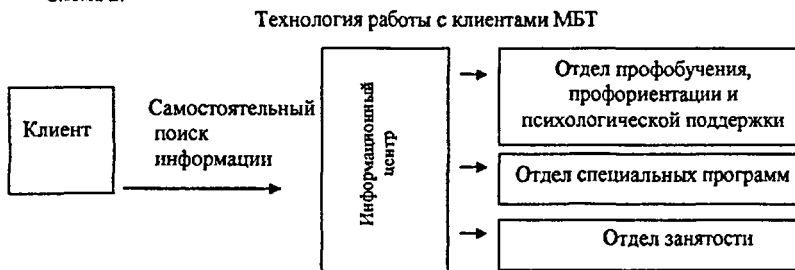 Технология работы с клиентами МБТ
Клиент
Самостоятельный
поиск
информации
Информационный
центр
Отдел профобучения,
профориентации и
психологической поддержки
Отдел специальных программ
Отдел занятости